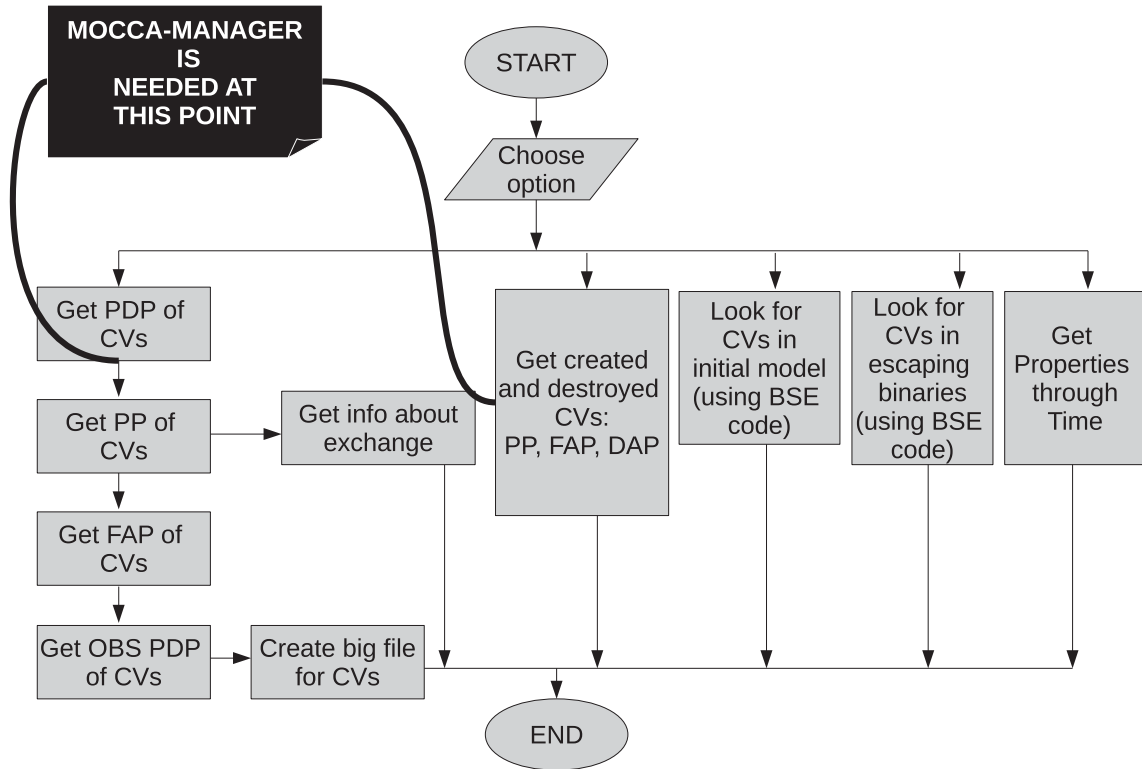 MOCCA-MANAGER
IS
NEEDED AT
THIS POINT
START
Choose
option
Get PDP of
CVs
Get PP of
CVs
Get info about
exchange
Get FAP of
CVs
Get OBS PDP
of CVs
Create big file
for CVs
Get created
and destroyed
CVs:
PP, FAP, DAP
Look for
CVs in
initial model
(using BSE
code)
Look for
CVs in
escaping
binaries
(using BSE
code)
Get
Properties
through
Time
END